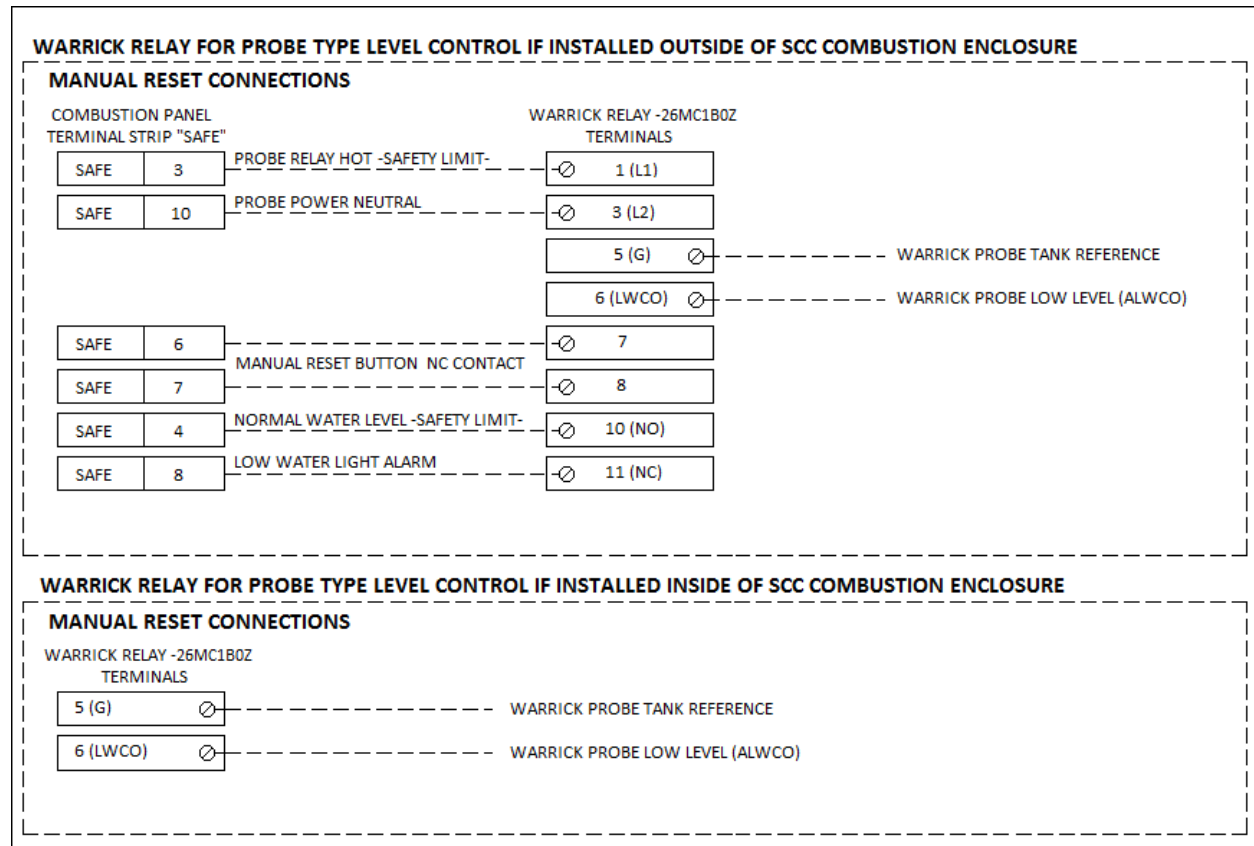 WARRICK RELAY FOR PROBE TYPE LEVEL CONTROL IF INSTALLED OUTSIDE OF SCC COMBUSTION ENCLOSURE
MANUAL RESET CONNECTIONS
COMBUSTION PANEL
TERMINAL STRIP "SAFE"
WARRICK RELAY -26MC1B0Z
TERMINALS
SAFE 3 PROBE RELAY HOT -SAFETY LIMIT- 1 (L1)
SAFE 10 PROBE POWER NEUTRAL 3 (L2)
5 (G) WARRICK PROBE TANK REFERENCE
6 (LWCO) WARRICK PROBE LOW LEVEL (ALWCO)
SAFE 6 7
MANUAL RESET BUTTON NC CONTACT
SAFE 7 8
SAFE 4 NORMAL WATER LEVEL -SAFETY LIMIT- 10 (NO)
SAFE 8 LOW WATER LIGHT ALARM 11 (NC)
WARRICK RELAY FOR PROBE TYPE LEVEL CONTROL IF INSTALLED INSIDE OF SCC COMBUSTION ENCLOSURE
MANUAL RESET CONNECTIONS
WARRICK RELAY -26MC1B0Z
TERMINALS
5 (G) WARRICK PROBE TANK REFERENCE
6 (LWCO) WARRICK PROBE LOW LEVEL (ALWCO)